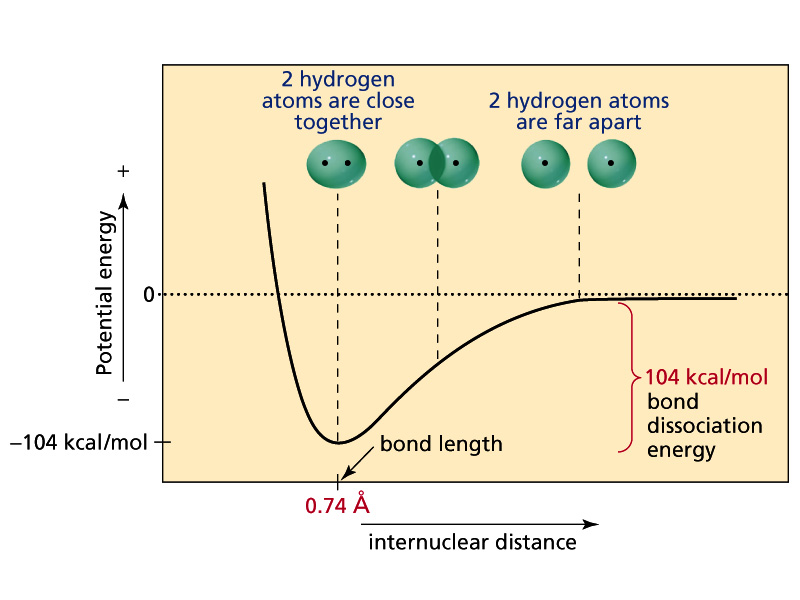 2 hydrogen
atoms are close
together
2 hydrogen atoms
are far apart
+
Potential energy
–
0
104 kcal/mol
bond
dissociation
energy
–104 kcal/mol
bond length
0.74 Å
internuclear distance